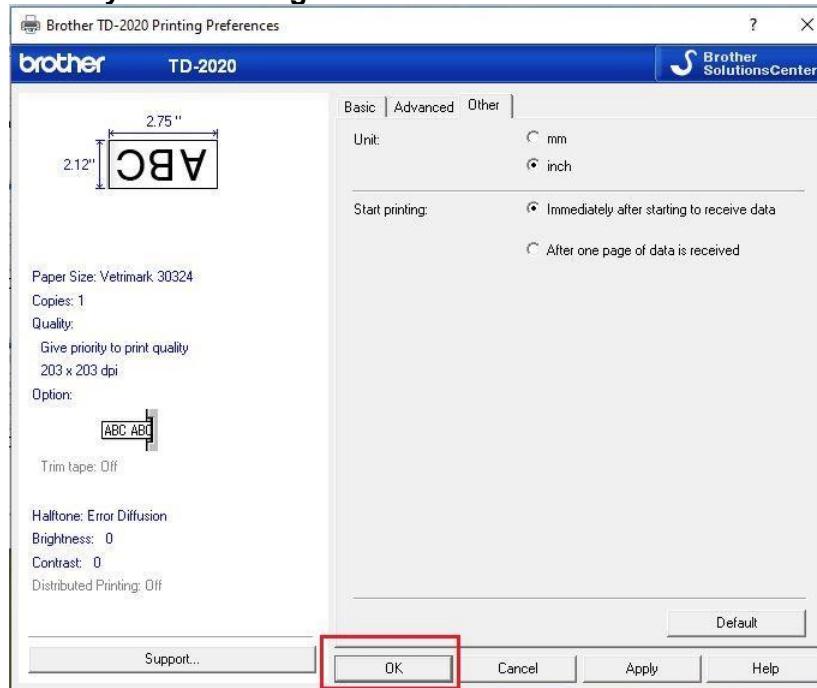 Brother TD-2020 Printing Preferences
brother TD-2020
Brother
SolutionsCenter
2.75 "
2.12"
ABC
Paper Size: Vetrimark 30324
Copies: 1
Quality:
Give priority to print quality
203 x 203 dpi
Option:
ABC ABC
Trim tape: Off
Halftone: Error Diffusion
Brightness: 0
Contrast: 0
Distributed Printing: Off
Support...
Basic Advanced Other
Unit:
mm
inch
Start printing:
Immediately after starting to receive data
After one page of data is received
Default
OK Cancel Apply Help